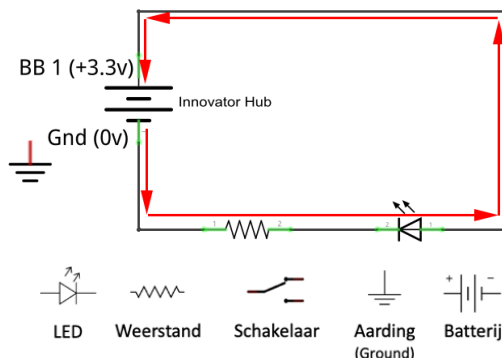 BB 1 (+3.3v)
Innovator Hub
Gnd (0v)
1 2 2 1
+ −
LED Weerstand Schakelaar Aarding Batterij
(Ground)